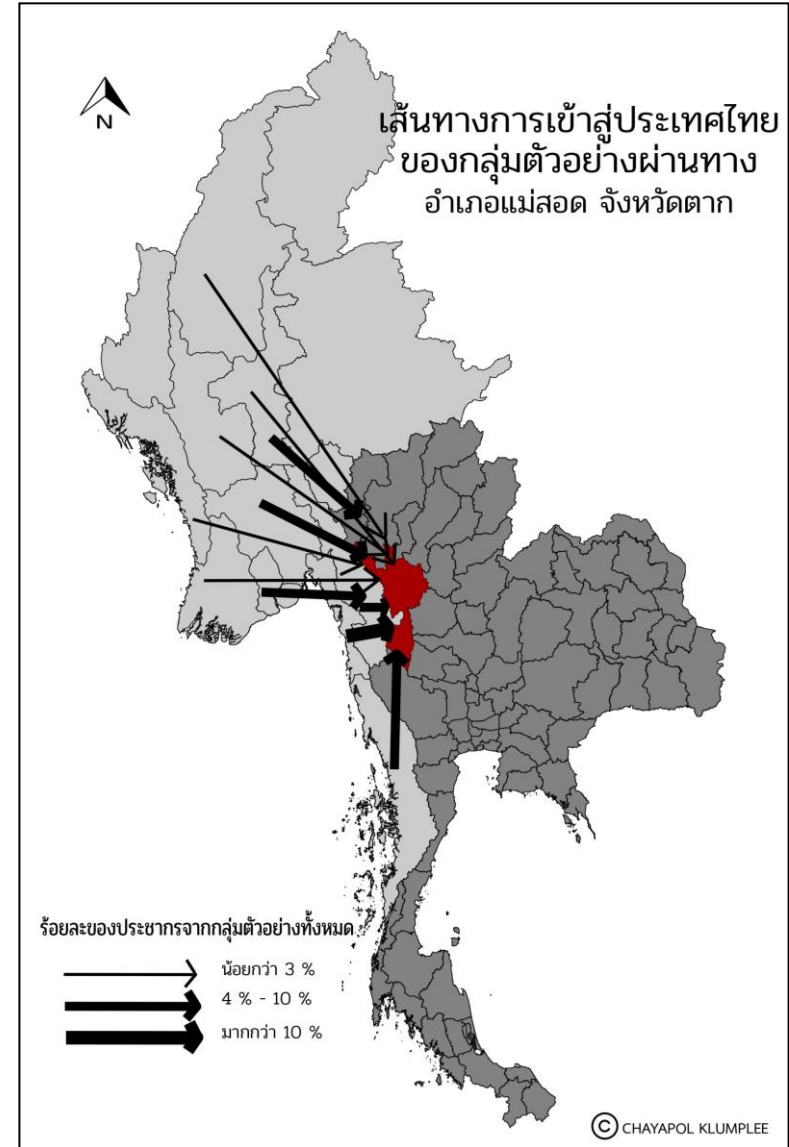 N
เส้นทางการเข้าสู่ประเทศไทย
ของกลุ่มตัวอย่างผ่านทาง
อำเภอแม่สอด จังหวัดตาก
ร้อยละของประชากรจากกลุ่มตัวอย่างทั้งหมด
น้อยกว่า 3 %
4 % - 10 %
มากกว่า 10 %
© CHAYAPOL KLUMPLEE